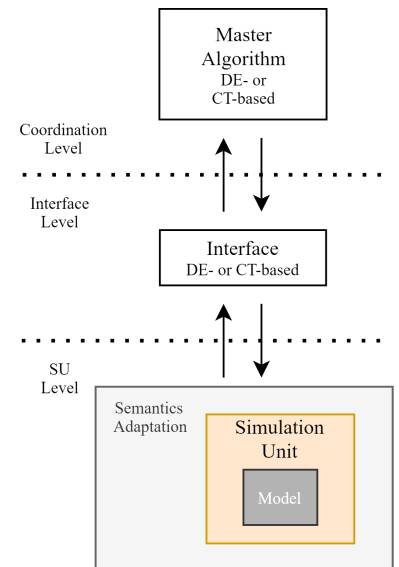 Master
Algorithm
DE- or
CT-based
Coordination
Level
Interface
Level
Interface
DE- or CT-based
SU
Level
Semantics
Adaptation
Simulation
Unit
Model